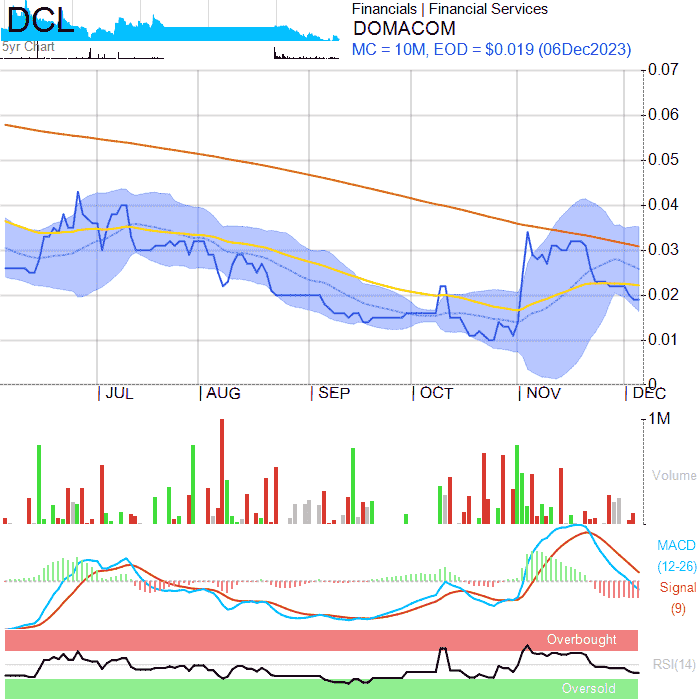 DCL
5yr Chart
Financials | Financial Services
DOMACOM
MC = 10M, EOD = $0.019 (06Dec2023)
0.07
0.06
0.05
0.04
0.03
0.02
0.01
0
JUL AUG SEP OCT NOV DEC
1M
Volume
MACD
(12-26)
Signal
(9)
Overbought
RSI(14)
Oversold